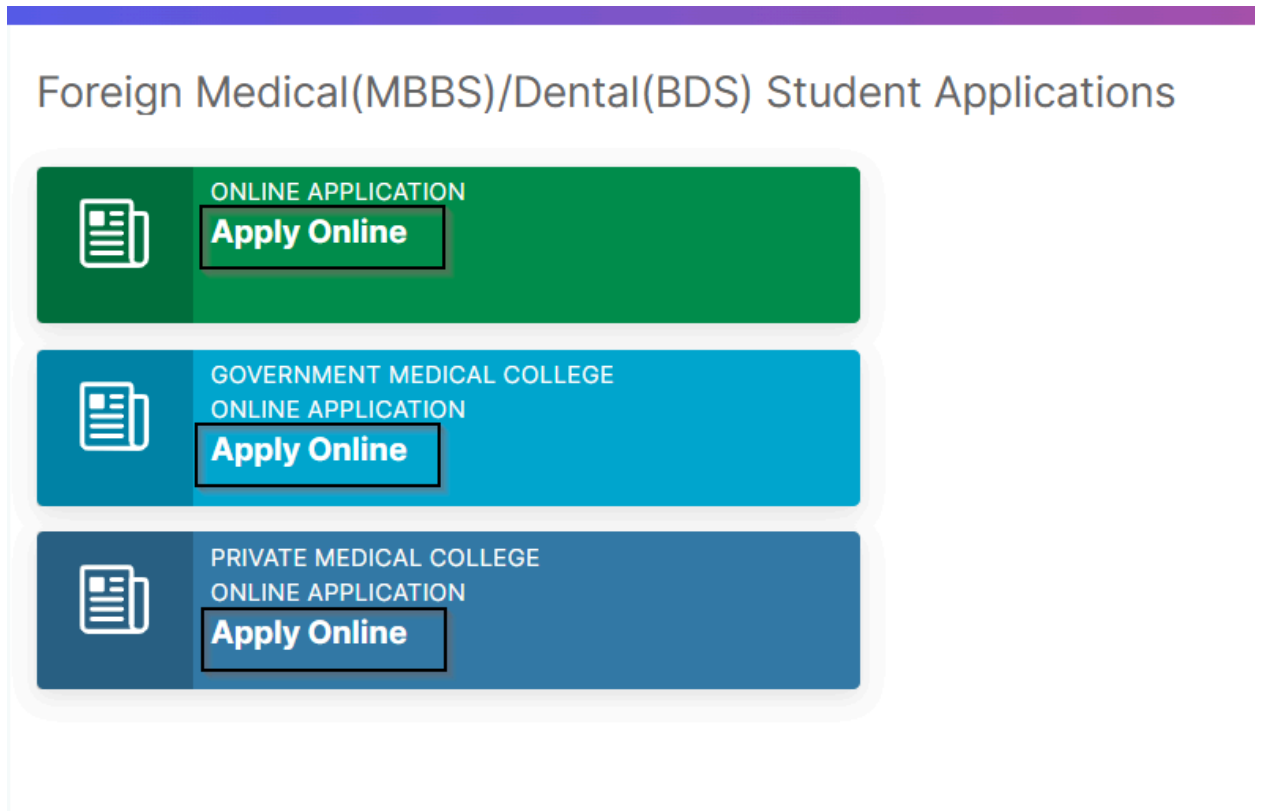 Foreign Medical(MBBS)/Dental(BDS) Student Applications
ONLINE APPLICATION
Apply Online
GOVERNMENT MEDICAL COLLEGE
ONLINE APPLICATION
Apply Online
PRIVATE MEDICAL COLLEGE
ONLINE APPLICATION
Apply Online